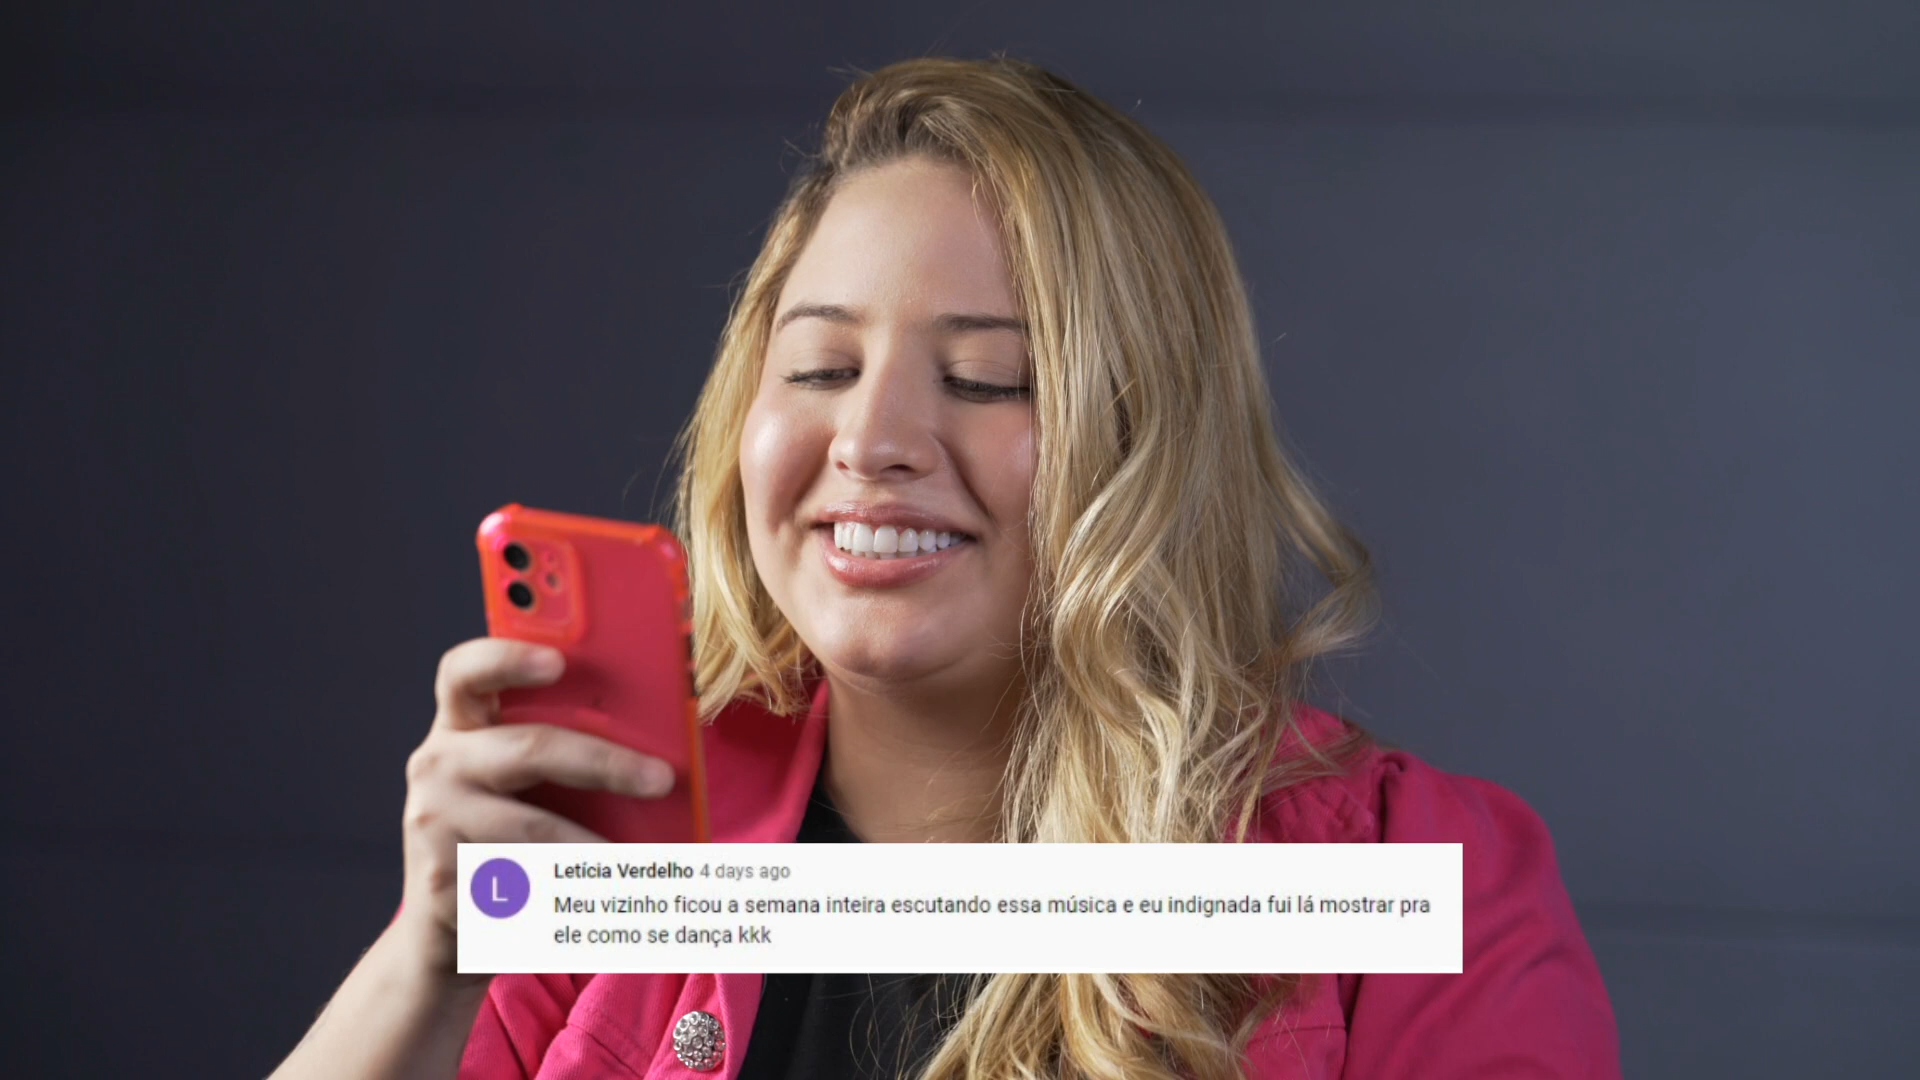 L
Letícia Verdelho 4 days ago
Meu vizinho ficou a semana inteira escutando essa música e eu indignada fui lá mostrar pra
ele como se dança kkk